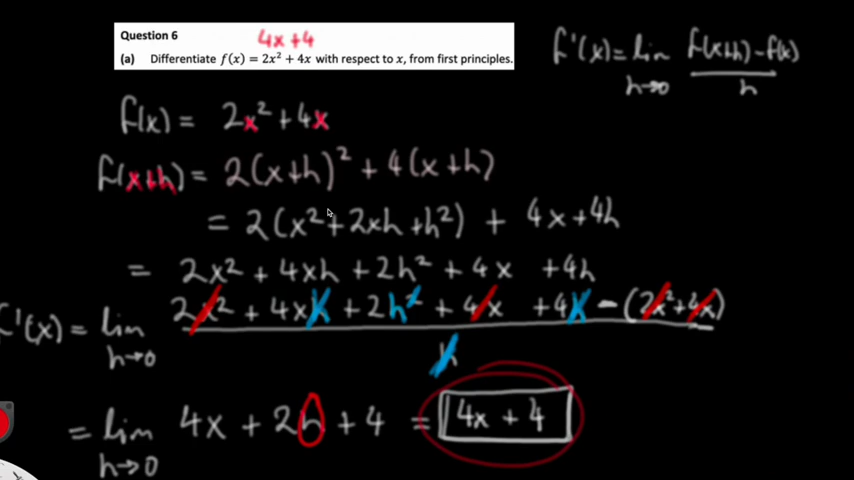 Question 6
4x+4
(a) Differentiate f(x) = 2x² + 4x with respect to x, from first principles.
f'(x) = lim h→0 f(x+h) - f(x) / h
f(x) = 2x² + 4x
f(x+h) = 2(x+h)² + 4(x+h)
= 2(x² + 2xh + h²) + 4x + 4h
= 2x² + 4xh + 2h² + 4x + 4h
f'(x) = lim h→0 2x² + 4xh + 2h² + 4x + 4h - (2x² + 4x) / h
= lim h→0 4x + 2h + 4 = 4x + 4